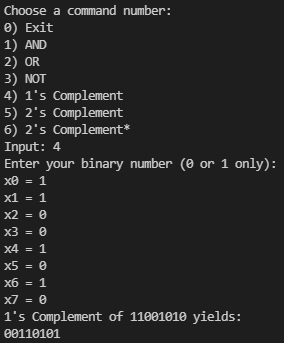 Choose a command number:
0) Exit
1) AND
2) OR
3) NOT
4) 1's Complement
5) 2's Complement
6) 2's Complement*
Input: 4
Enter your binary number (0 or 1 only):
x0 = 1
x1 = 1
x2 = 0
x3 = 0
x4 = 1
x5 = 0
x6 = 1
x7 = 0
1's Complement of 11001010 yields:
00110101